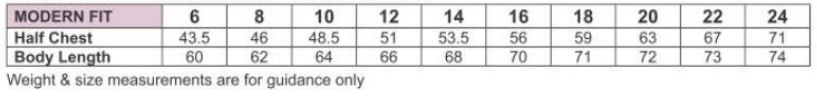 MODERN FIT 6 8 10 12 14 16 18 20 22 24
Half Chest 43.5 46 48.5 51 53.5 56 59 63 67 71
Body Length 60 62 64 66 68 70 71 72 73 74
Weight & size measurements are for guidance only